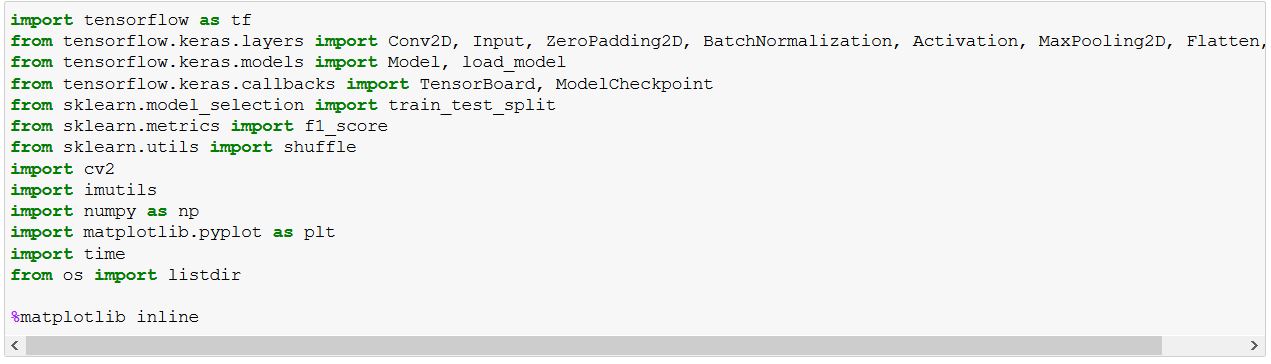 import tensorflow as tf
from tensorflow.keras.layers import Conv2D, Input, ZeroPadding2D, BatchNormalization, Activation, MaxPooling2D, Flatten,
from tensorflow.keras.models import Model, load_model
from tensorflow.keras.callbacks import TensorBoard, ModelCheckpoint
from sklearn.model_selection import train_test_split
from sklearn.metrics import f1_score
from sklearn.utils import shuffle
import cv2
import imutils
import numpy as np
import matplotlib.pyplot as plt
import time
from os import listdir

%matplotlib inline